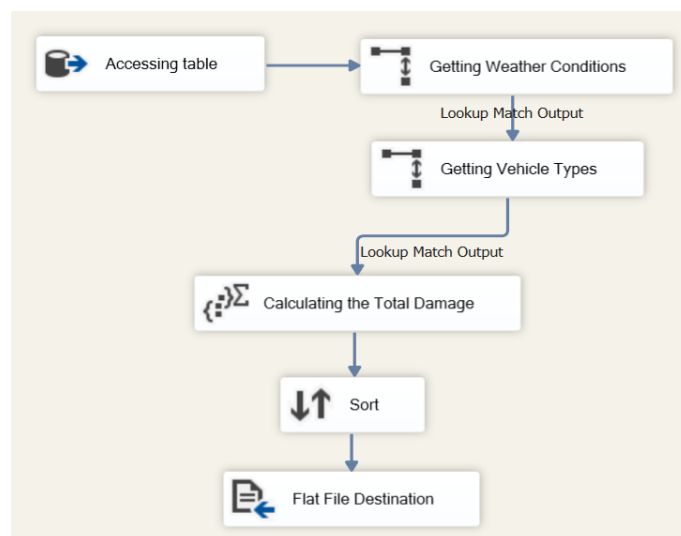 Accessing table
Getting Weather Conditions
Lookup Match Output
Getting Vehicle Types
Lookup Match Output
Calculating the Total Damage
Sort
Flat File Destination